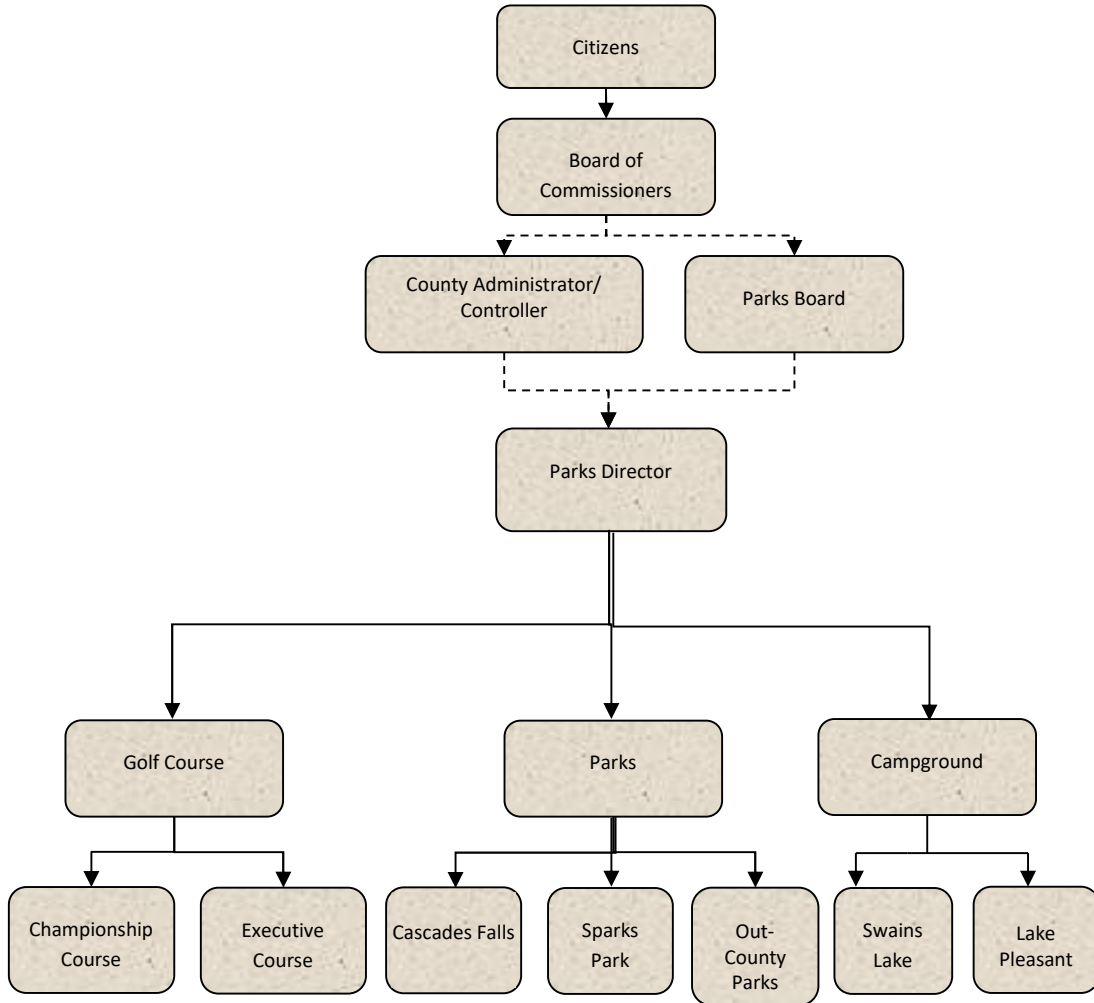 Citizens
Board of
Commissioners
County Administrator/
Controller
Parks Board
Parks Director
Golf Course
Parks
Campground
Championship
Course
Executive
Course
Cascades Falls
Sparks
Park
Out-
County
Parks
Swains
Lake
Lake
Pleasant